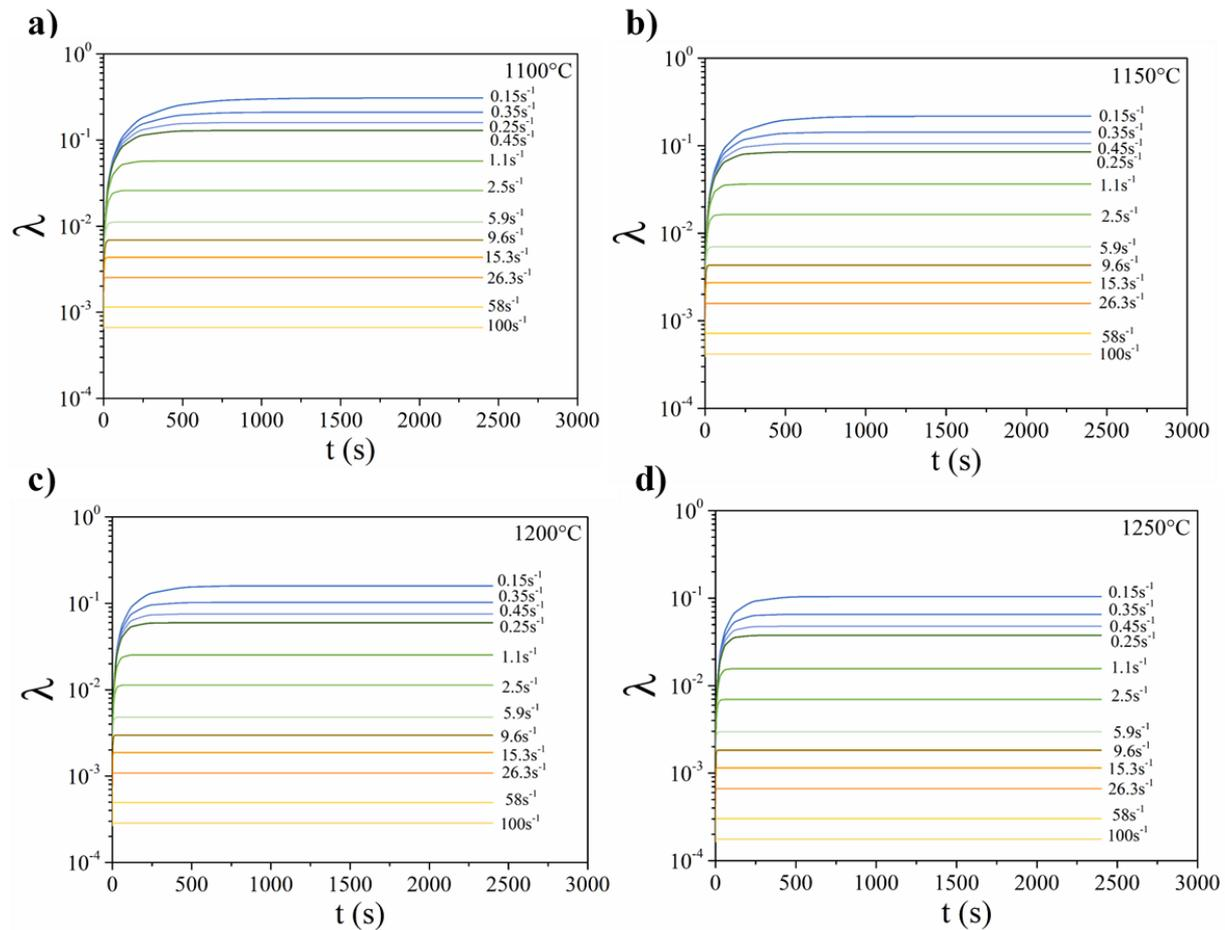 a)
10⁰
1100°C
0.15s⁻¹
0.35s⁻¹
0.25s⁻¹
0.45s⁻¹
10⁻¹
1.1s⁻¹
2.5s⁻¹
5.9s⁻¹
10⁻²
9.6s⁻¹
15.3s⁻¹
26.3s⁻¹
10⁻³
58s⁻¹
100s⁻¹
10⁻⁴
λ
0 500 1000 1500 2000 2500 3000
t (s)
b)
10⁰
1150°C
0.15s⁻¹
0.35s⁻¹
10⁻¹
0.45s⁻¹
0.25s⁻¹
1.1s⁻¹
2.5s⁻¹
10⁻²
5.9s⁻¹
9.6s⁻¹
15.3s⁻¹
26.3s⁻¹
10⁻³
58s⁻¹
100s⁻¹
10⁻⁴
λ
0 500 1000 1500 2000 2500 3000
t (s)
c)
10⁰
1200°C
0.15s⁻¹
0.35s⁻¹
10⁻¹
0.45s⁻¹
0.25s⁻¹
1.1s⁻¹
2.5s⁻¹
10⁻²
5.9s⁻¹
9.6s⁻¹
15.3s⁻¹
26.3s⁻¹
10⁻³
58s⁻¹
100s⁻¹
10⁻⁴
λ
0 500 1000 1500 2000 2500 3000
t (s)
d)
10⁰
1250°C
0.15s⁻¹
10⁻¹
0.35s⁻¹
0.45s⁻¹
0.25s⁻¹
1.1s⁻¹
10⁻²
2.5s⁻¹
5.9s⁻¹
9.6s⁻¹
15.3s⁻¹
10⁻³
26.3s⁻¹
58s⁻¹
100s⁻¹
10⁻⁴
λ
0 500 1000 1500 2000 2500 3000
t (s)